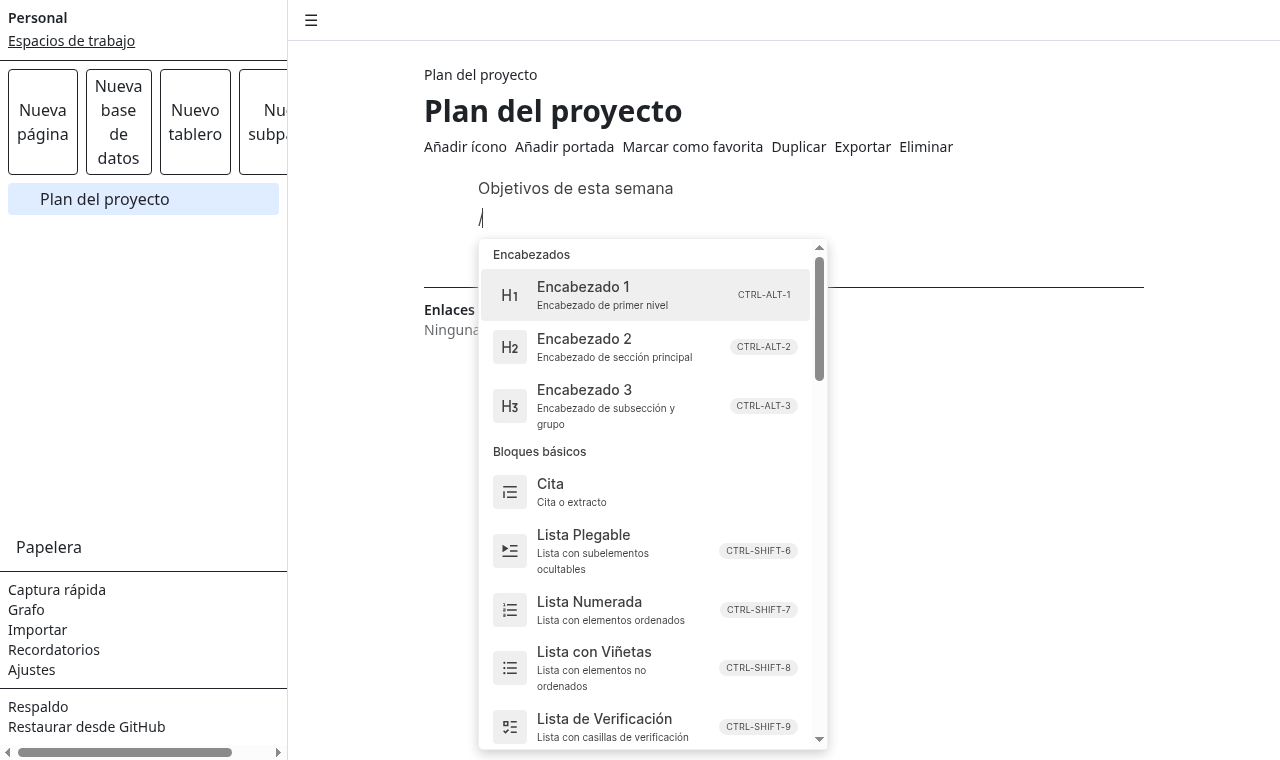 Personal
Espacios de trabajo
Nueva página
Nueva base de datos
Nuevo tablero
Plan del proyecto
Papelera
Captura rápida
Grafo
Importar
Recordatorios
Ajustes
Respaldo
Restaurar desde GitHub
☰
Plan del proyecto
Plan del proyecto
Añadir ícono Añadir portada Marcar como favorita Duplicar Exportar Eliminar
Objetivos de esta semana
/
Enlaces
Encabezados
Encabezado 1
Encabezado de primer nivel
CTRL-ALT-1
Encabezado 2
Encabezado de sección principal
CTRL-ALT-2
Encabezado 3
Encabezado de subsección y
grupo
CTRL-ALT-3
Bloques básicos
Cita
Cita o extracto
Lista Plegable
Lista con subelementos
ocultables
CTRL-SHIFT-6
Lista Numerada
Lista con elementos ordenados
CTRL-SHIFT-7
Lista con Viñetas
Lista con elementos no
ordenados
CTRL-SHIFT-8
Lista de Verificación
Lista con casillas de verificación
CTRL-SHIFT-9